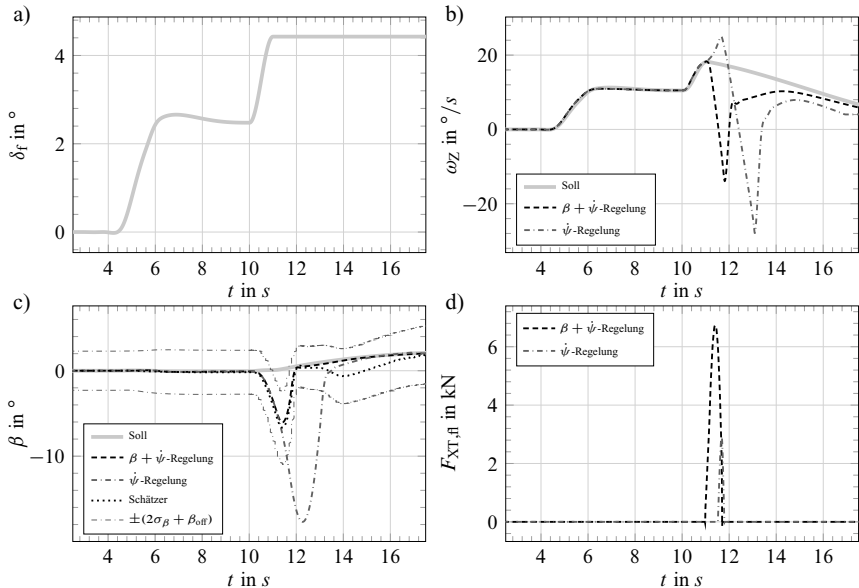 a)
4
2
0
δf in °
4 6 8 10 12 14 16
t in s
b)
20
0
−20
ωZ in °/s
Soll
β + ψ̇-Regelung
ψ̇-Regelung
4 6 8 10 12 14 16
t in s
c)
0
−10
β in °
Soll
β + ψ̇-Regelung
ψ̇-Regelung
Schätzer
±(2σβ + βoff)
4 6 8 10 12 14 16
t in s
d)
β + ψ̇-Regelung
ψ̇-Regelung
6
4
2
0
FXT,fl in kN
4 6 8 10 12 14 16
t in s